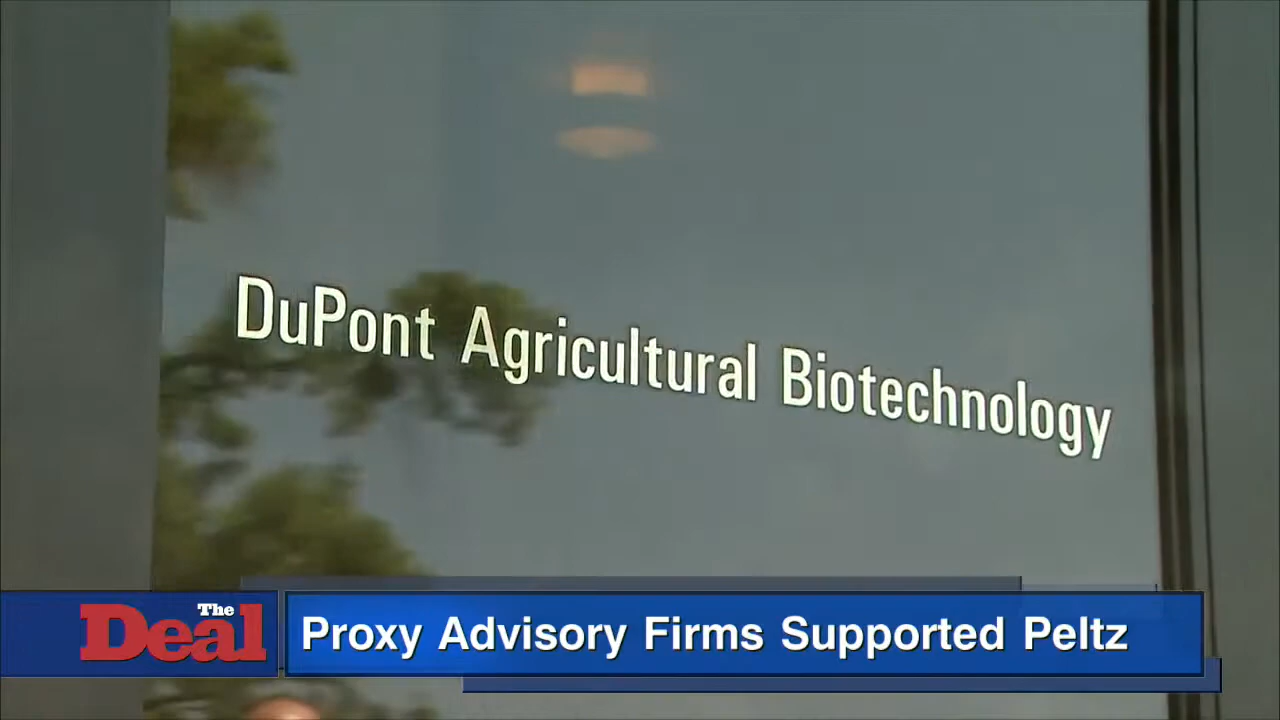 DuPont Agricultural Biotechnology
The
Deal
Proxy Advisory Firms Supported Peltz